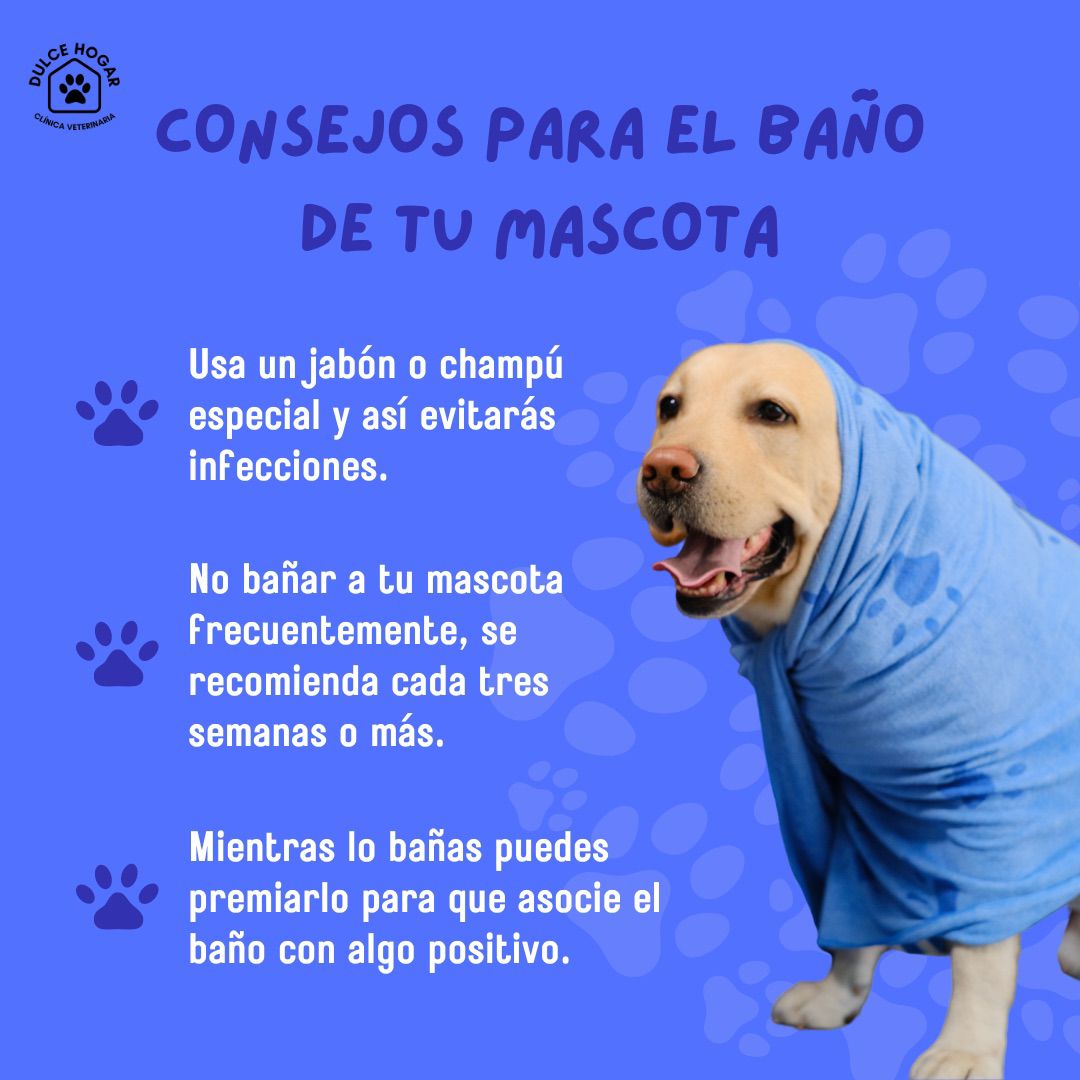 DULCE HOGAR
CLÍNICA VETERINARIA
CONSEJOS PARA EL BAÑO
DE TU MASCOTA
Usa un jabón o champú
especial y así evitarás
infecciones.
No bañar a tu mascota
frecuentemente, se
recomienda cada tres
semanas o más.
Mientras lo bañas puedes
premiarlo para que asocie el
baño con algo positivo.